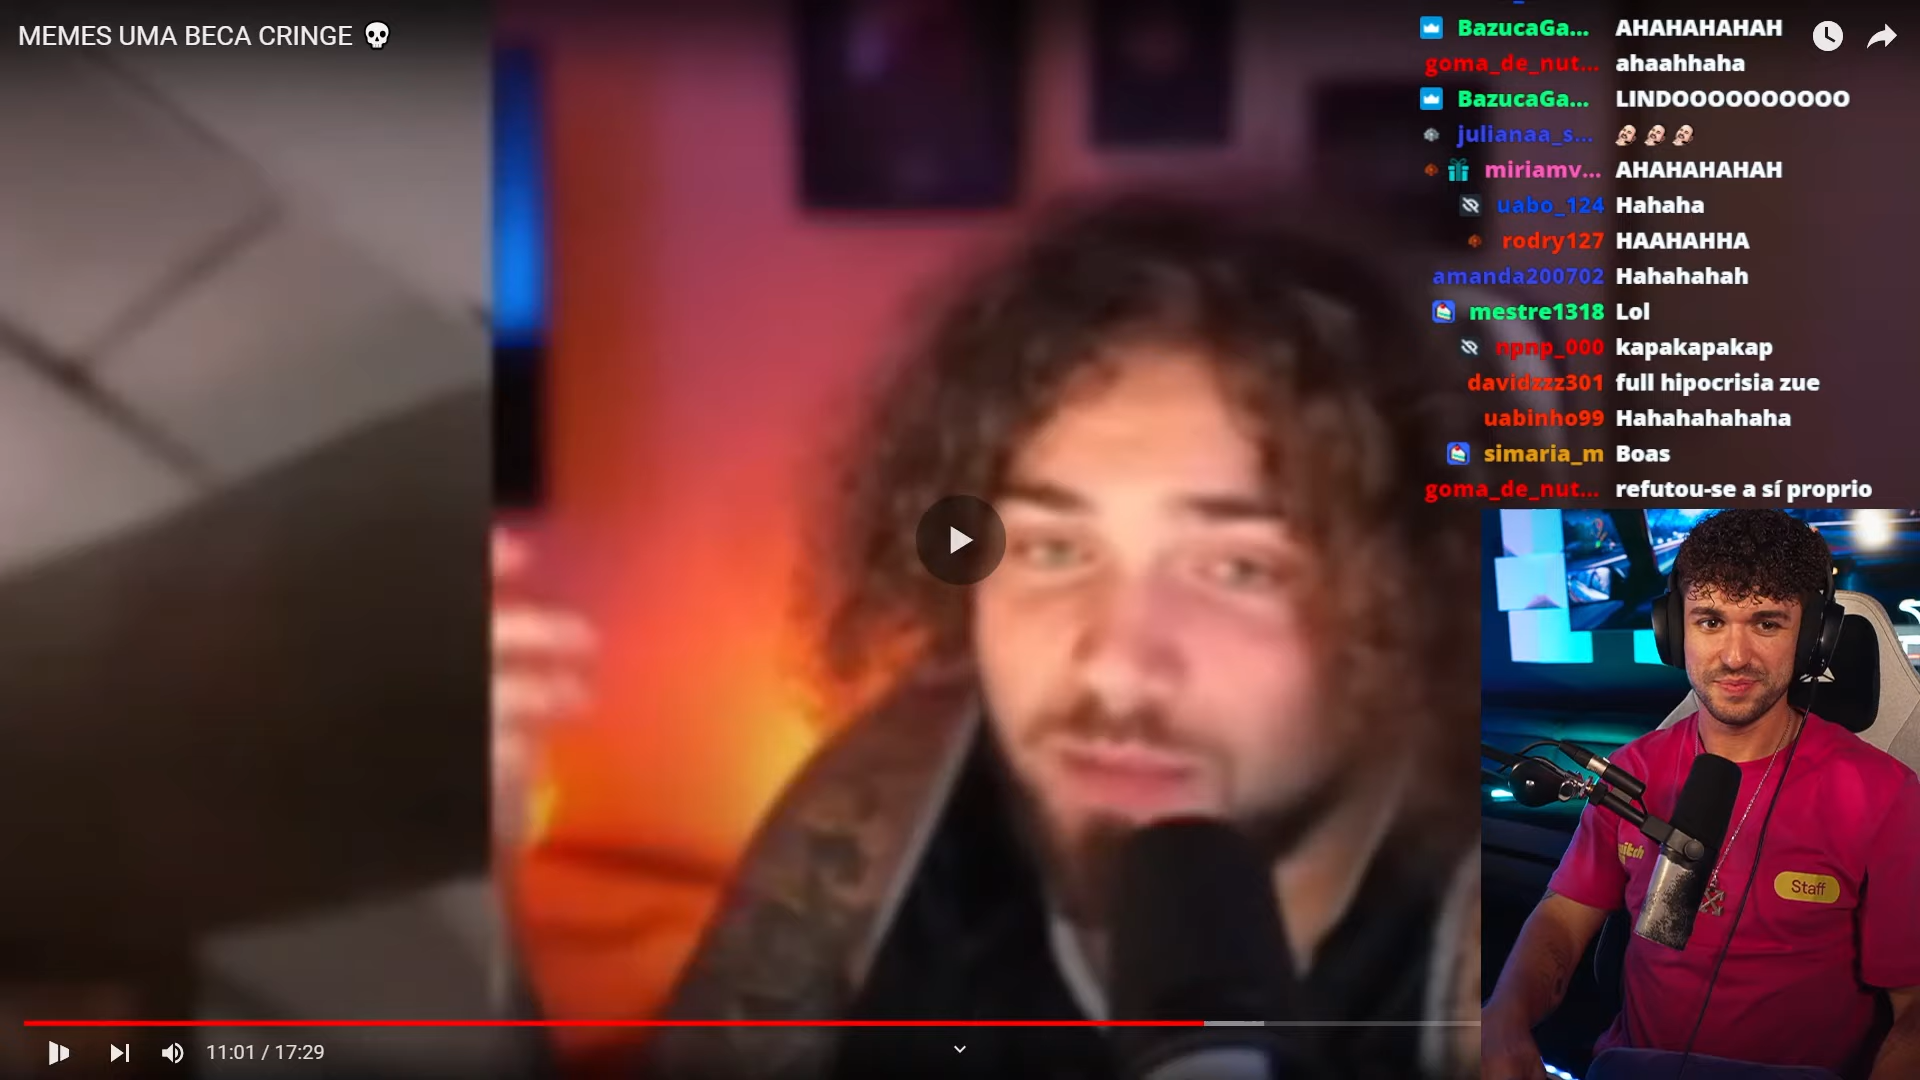 MEMES UMA BECA CRINGE 💀
BazucaGa... AHAHAHAHAH
goma_de_nut... ahaahhaha
BazucaGa... LINDOOOOOOOOOO
julianaa_s...
miriamv... AHAHAHAHAH
uabo_124 Hahaha
rodry127 HAAHAHHA
amanda200702 Hahahahah
mestre1318 Lol
npnp_000 kapakapakap
davidzzz301 full hipocrisia zue
uabinho99 Hahahahahaha
simaria_m Boas
goma_de_nut... refutou-se a sí proprio
Staff
11:01 / 17:29